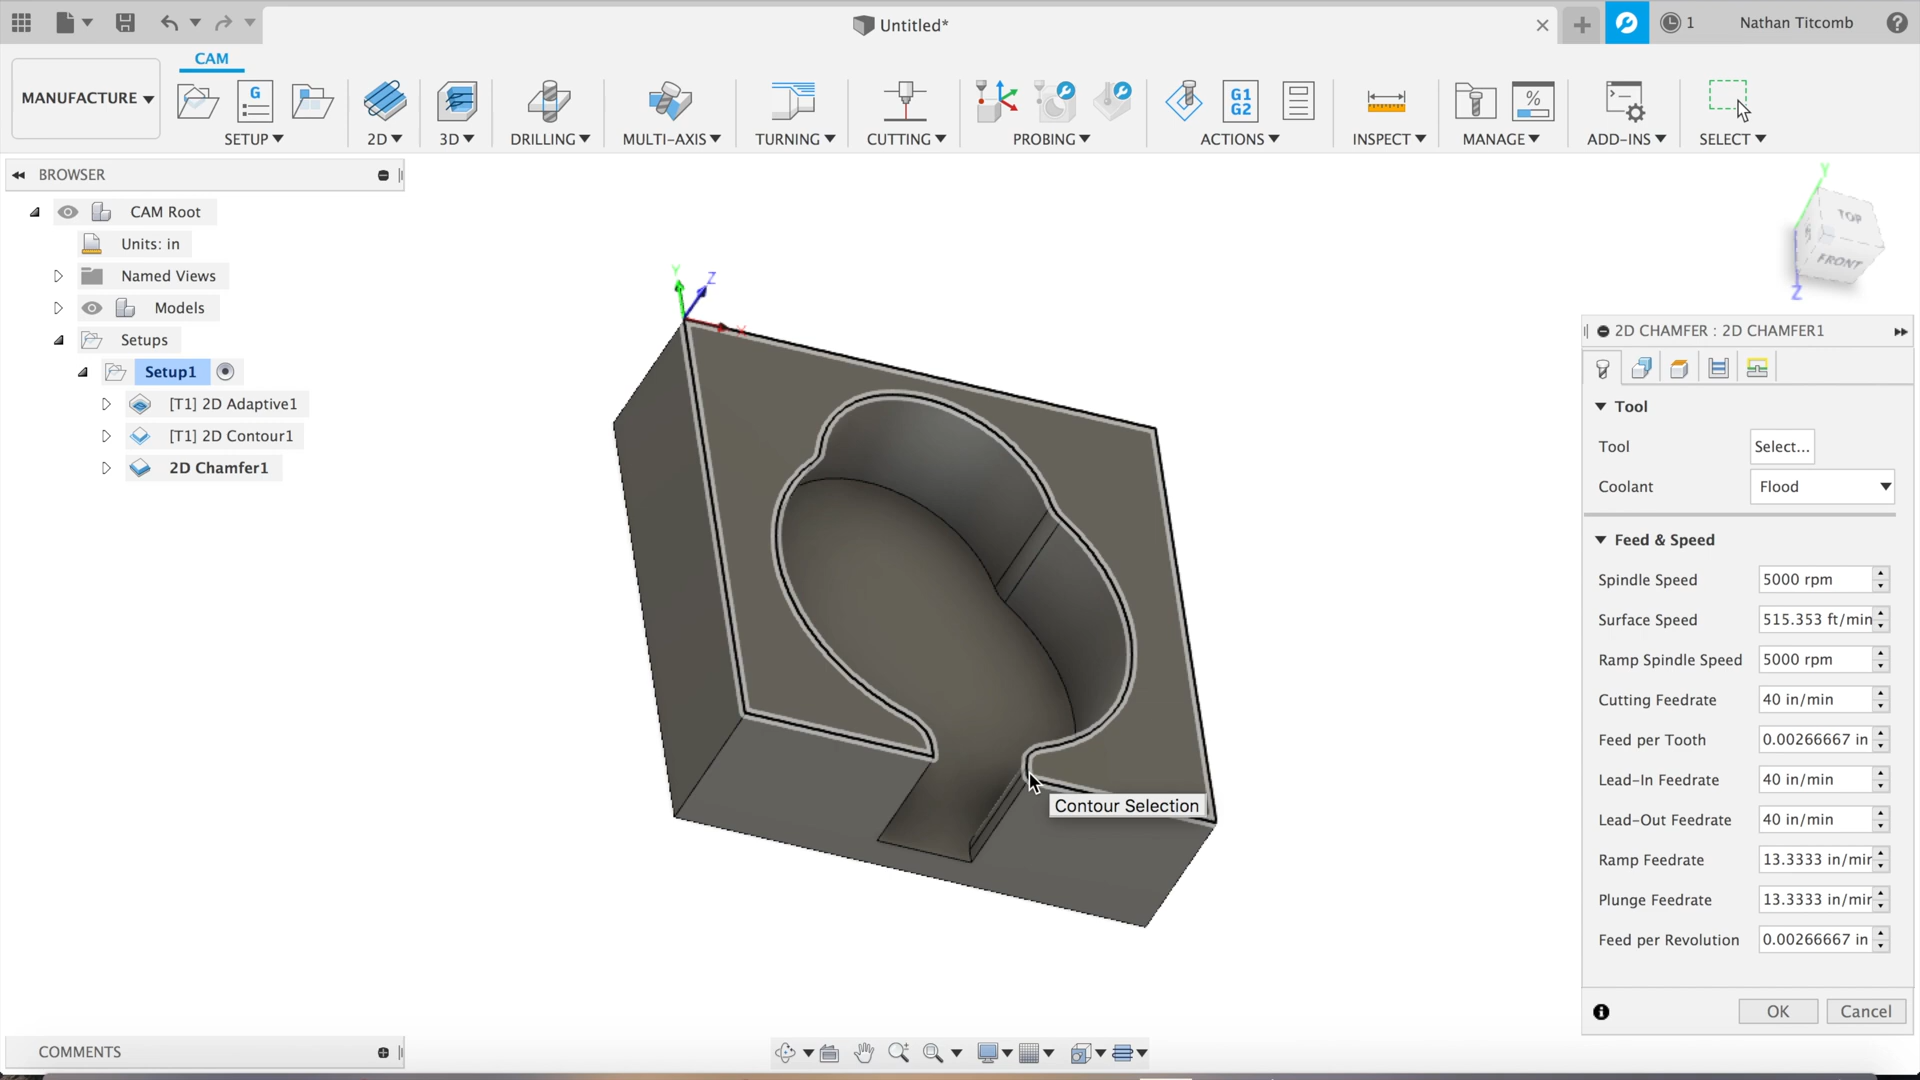 Untitled*
1
Nathan Titcomb
CAM
MANUFACTURE
G
G1
G2
%
SETUP
2D
3D
DRILLING
MULTI-AXIS
TURNING
CUTTING
PROBING
ACTIONS
INSPECT
MANAGE
ADD-INS
SELECT
BROWSER
CAM Root
Units: in
Named Views
Models
Setups
Setup1
[T1] 2D Adaptive1
[T1] 2D Contour1
2D Chamfer1
Y
Z
X
Y
TOP
FRONT
Z
Contour Selection
2D CHAMFER : 2D CHAMFER1
Tool
Tool
Select...
Coolant
Flood
Feed & Speed
Spindle Speed
5000 rpm
Surface Speed
515.353 ft/min
Ramp Spindle Speed
5000 rpm
Cutting Feedrate
40 in/min
Feed per Tooth
0.00266667 in
Lead-In Feedrate
40 in/min
Lead-Out Feedrate
40 in/min
Ramp Feedrate
13.3333 in/min
Plunge Feedrate
13.3333 in/min
Feed per Revolution
0.00266667 in
OK
Cancel
COMMENTS